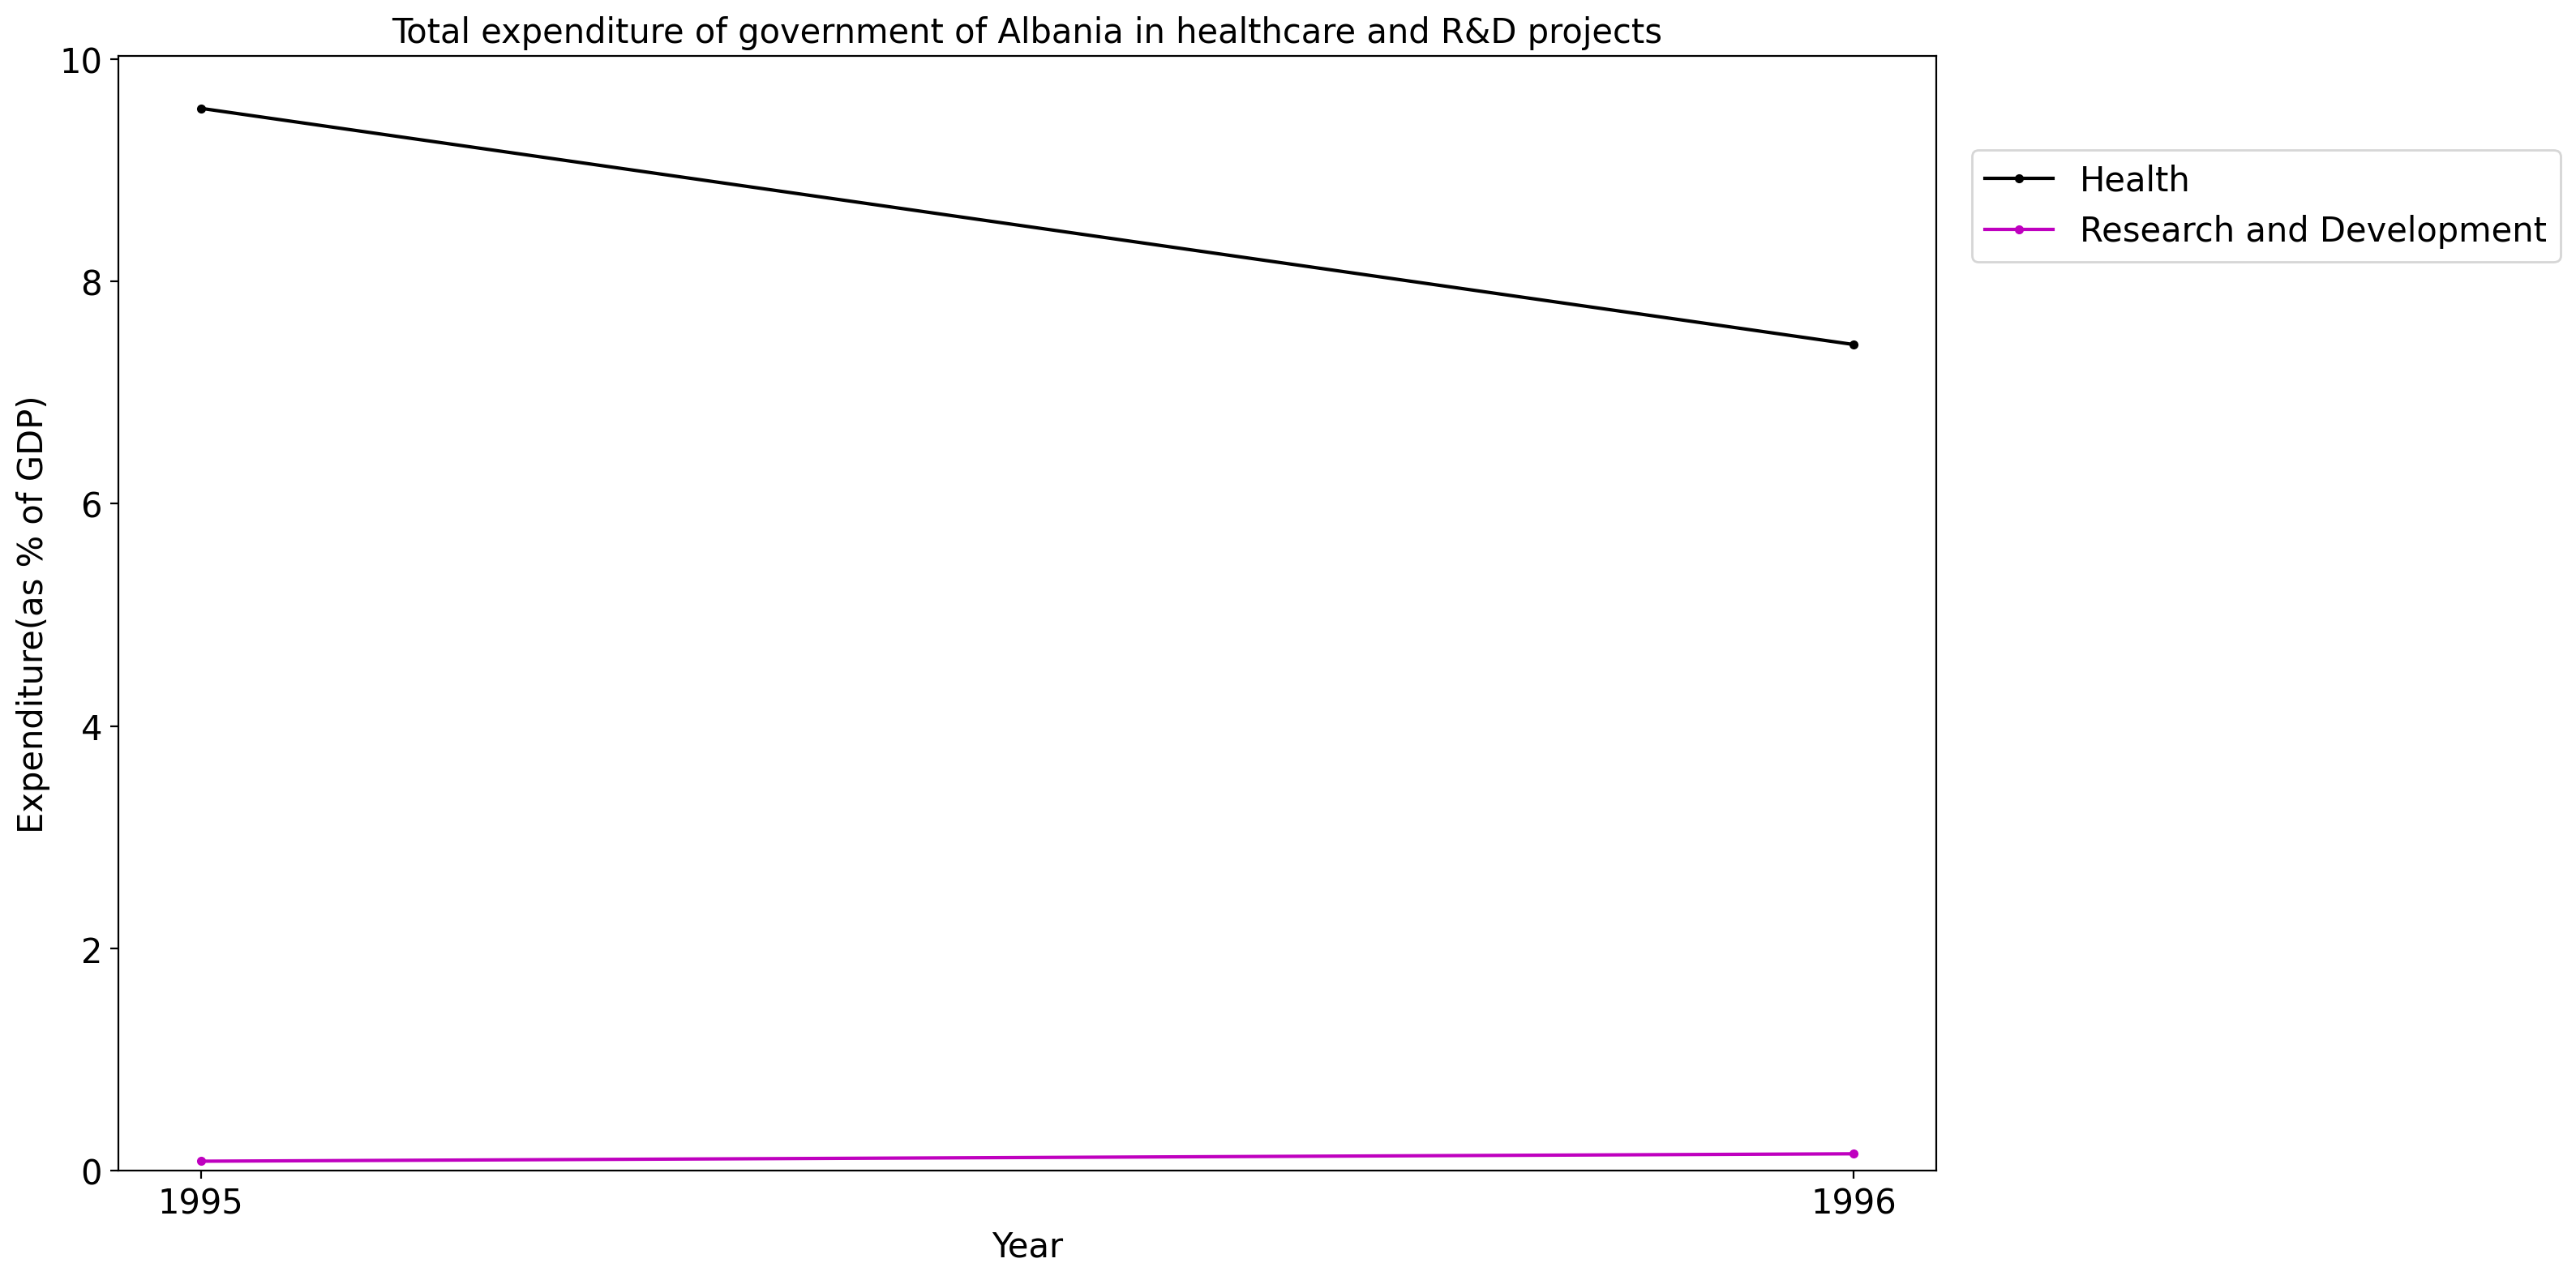 Total expenditure of government of Albania in healthcare and R&D projects
Expenditure(as % of GDP)
10
8
6
4
2
0
1995
1996
Year
Health
Research and Development